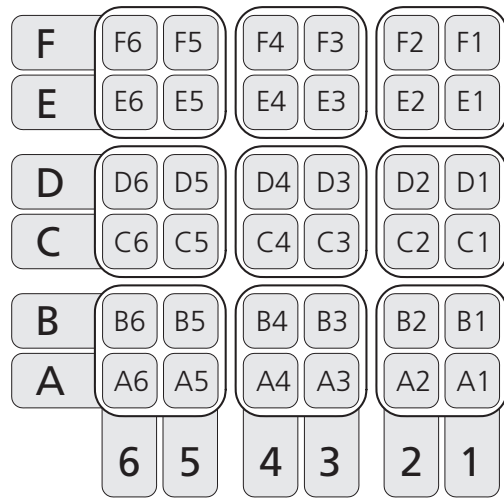 F F6 F5 F4 F3 F2 F1
E E6 E5 E4 E3 E2 E1
D D6 D5 D4 D3 D2 D1
C C6 C5 C4 C3 C2 C1
B B6 B5 B4 B3 B2 B1
A A6 A5 A4 A3 A2 A1
6 5 4 3 2 1